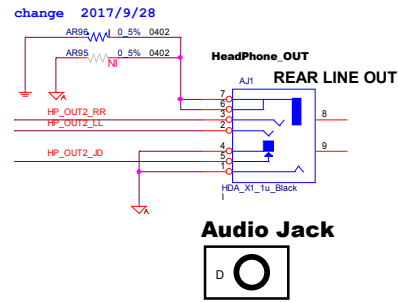 change 2017/9/28
AR96 0_5% 0402
AR95 0_5% 0402
NI
HeadPhone_OUT
AJ1 REAR LINE OUT
7
6
HP_OUT2_RR 3 8
HP_OUT2_LL 2
4 9
HP_OUT2_JD 5
1
HDA_X1_1u_Black
I
A
A
Audio Jack
D